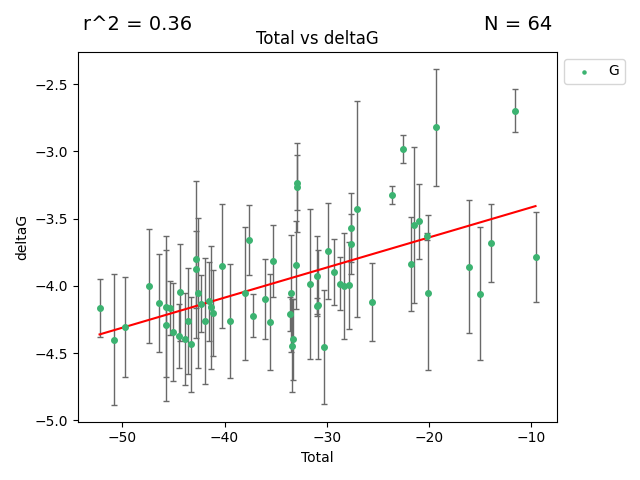 r^2 = 0.36
N = 64
Total vs deltaG
G
−2.5
−3.0
−3.5
−4.0
−4.5
−5.0
deltaG
−50
−40
−30
−20
−10
Total